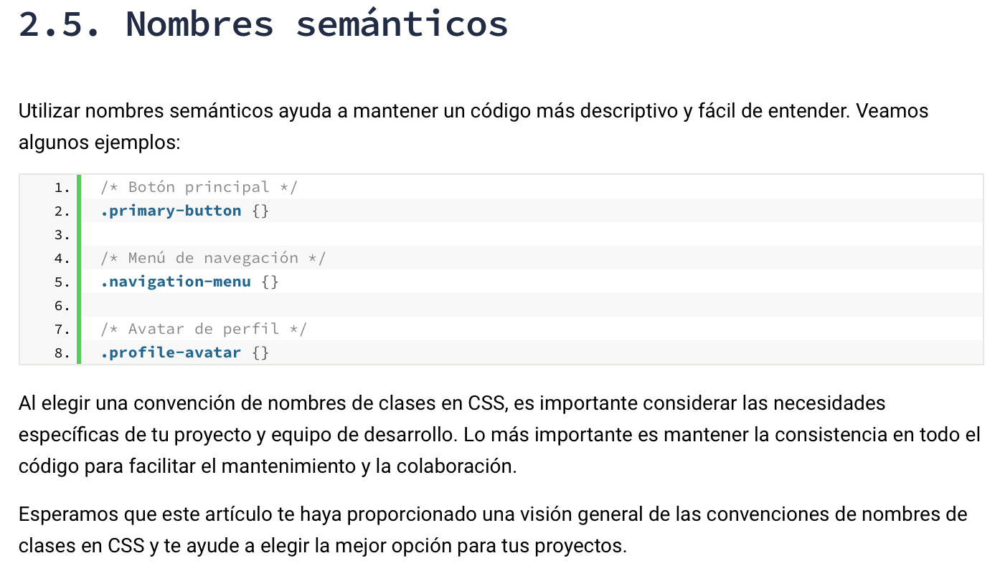 2.5. Nombres semánticos
Utilizar nombres semánticos ayuda a mantener un código más descriptivo y fácil de entender. Veamos
algunos ejemplos:
1. /* Botón principal */
2. .primary-button {}
3.
4. /* Menú de navegación */
5. .navigation-menu {}
6.
7. /* Avatar de perfil */
8. .profile-avatar {}
Al elegir una convención de nombres de clases en CSS, es importante considerar las necesidades
específicas de tu proyecto y equipo de desarrollo. Lo más importante es mantener la consistencia en todo el
código para facilitar el mantenimiento y la colaboración.
Esperamos que este artículo te haya proporcionado una visión general de las convenciones de nombres de
clases en CSS y te ayude a elegir la mejor opción para tus proyectos.